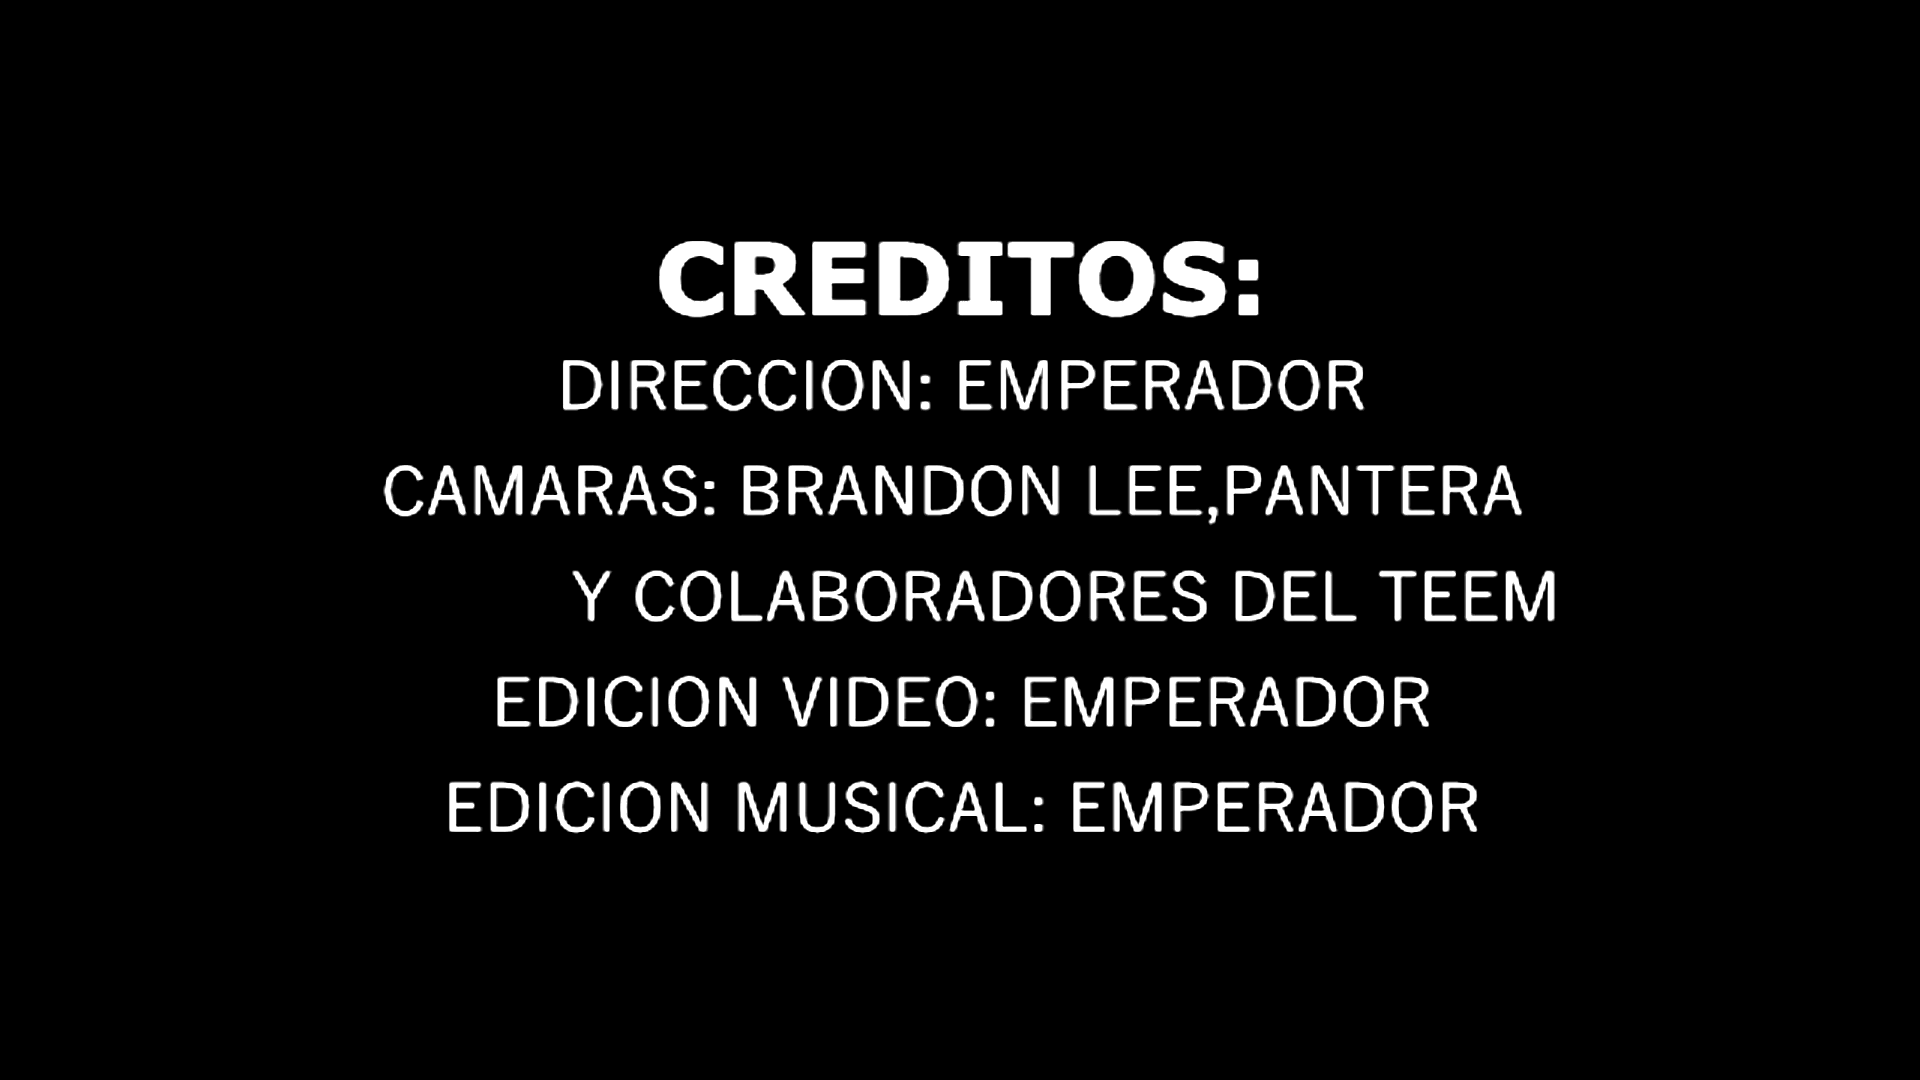 CREDITOS:
DIRECCION: EMPERADOR
CAMARAS: BRANDON LEE,PANTERA
Y COLABORADORES DEL TEEM
EDICION VIDEO: EMPERADOR
EDICION MUSICAL: EMPERADOR